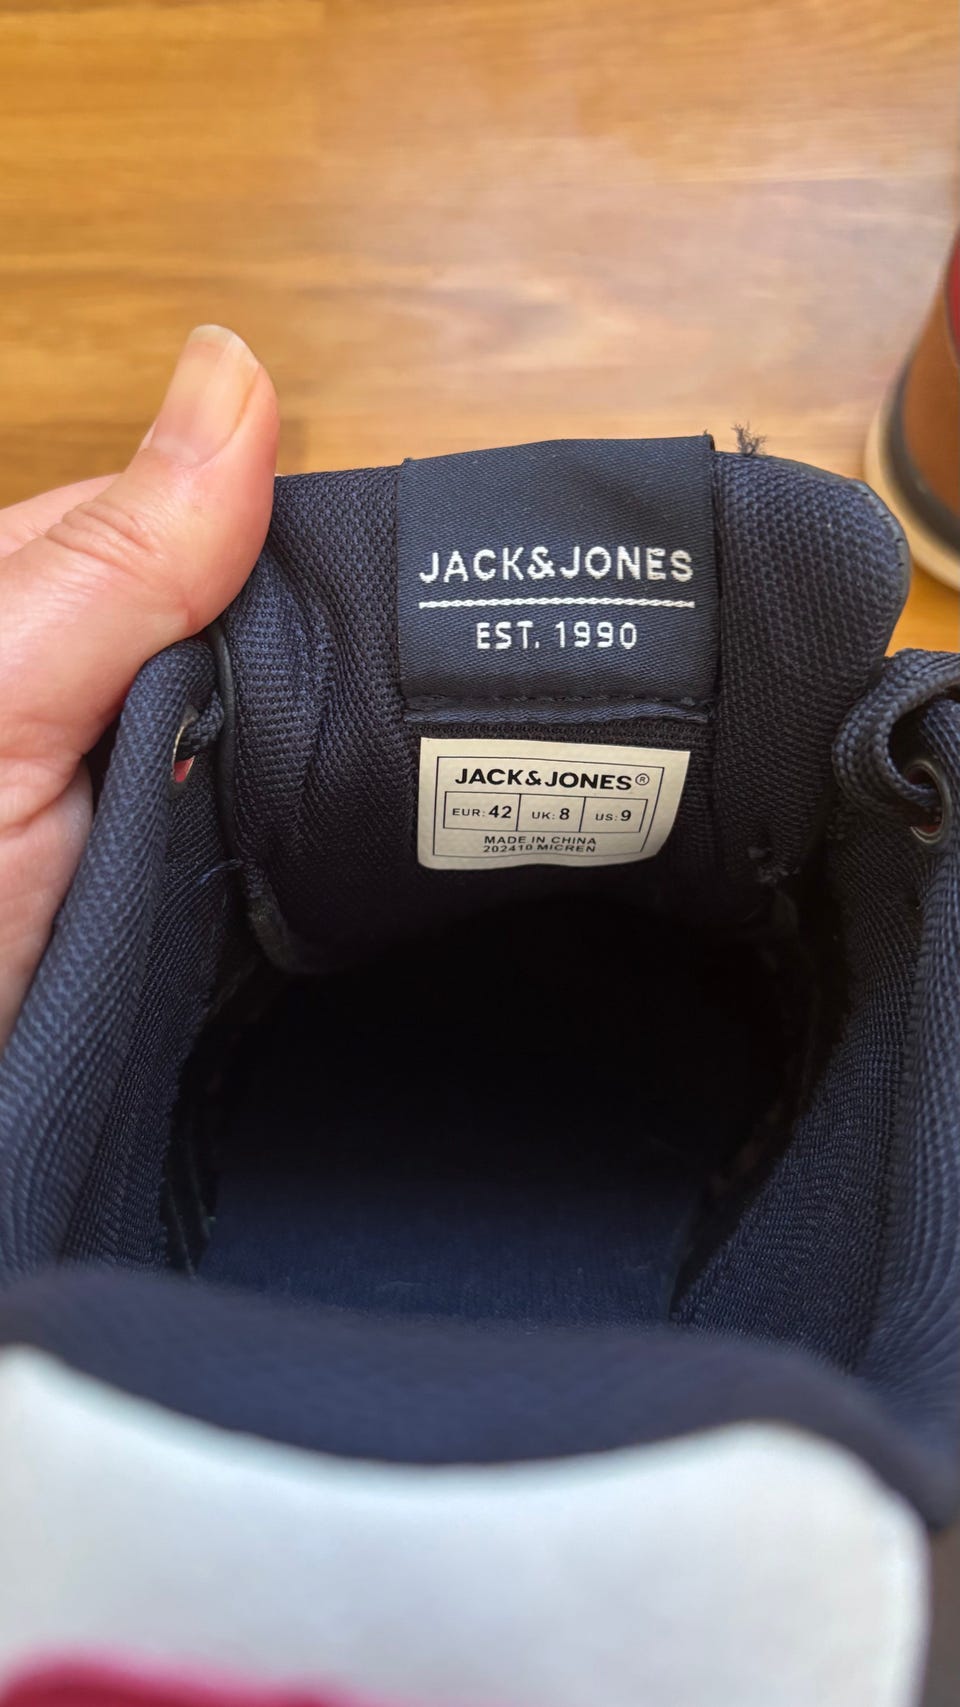 JACK&JONES
EST. 1990
JACK&JONES®
EUR: 42 UK: 8 US: 9
MADE IN CHINA
202410 MICREN